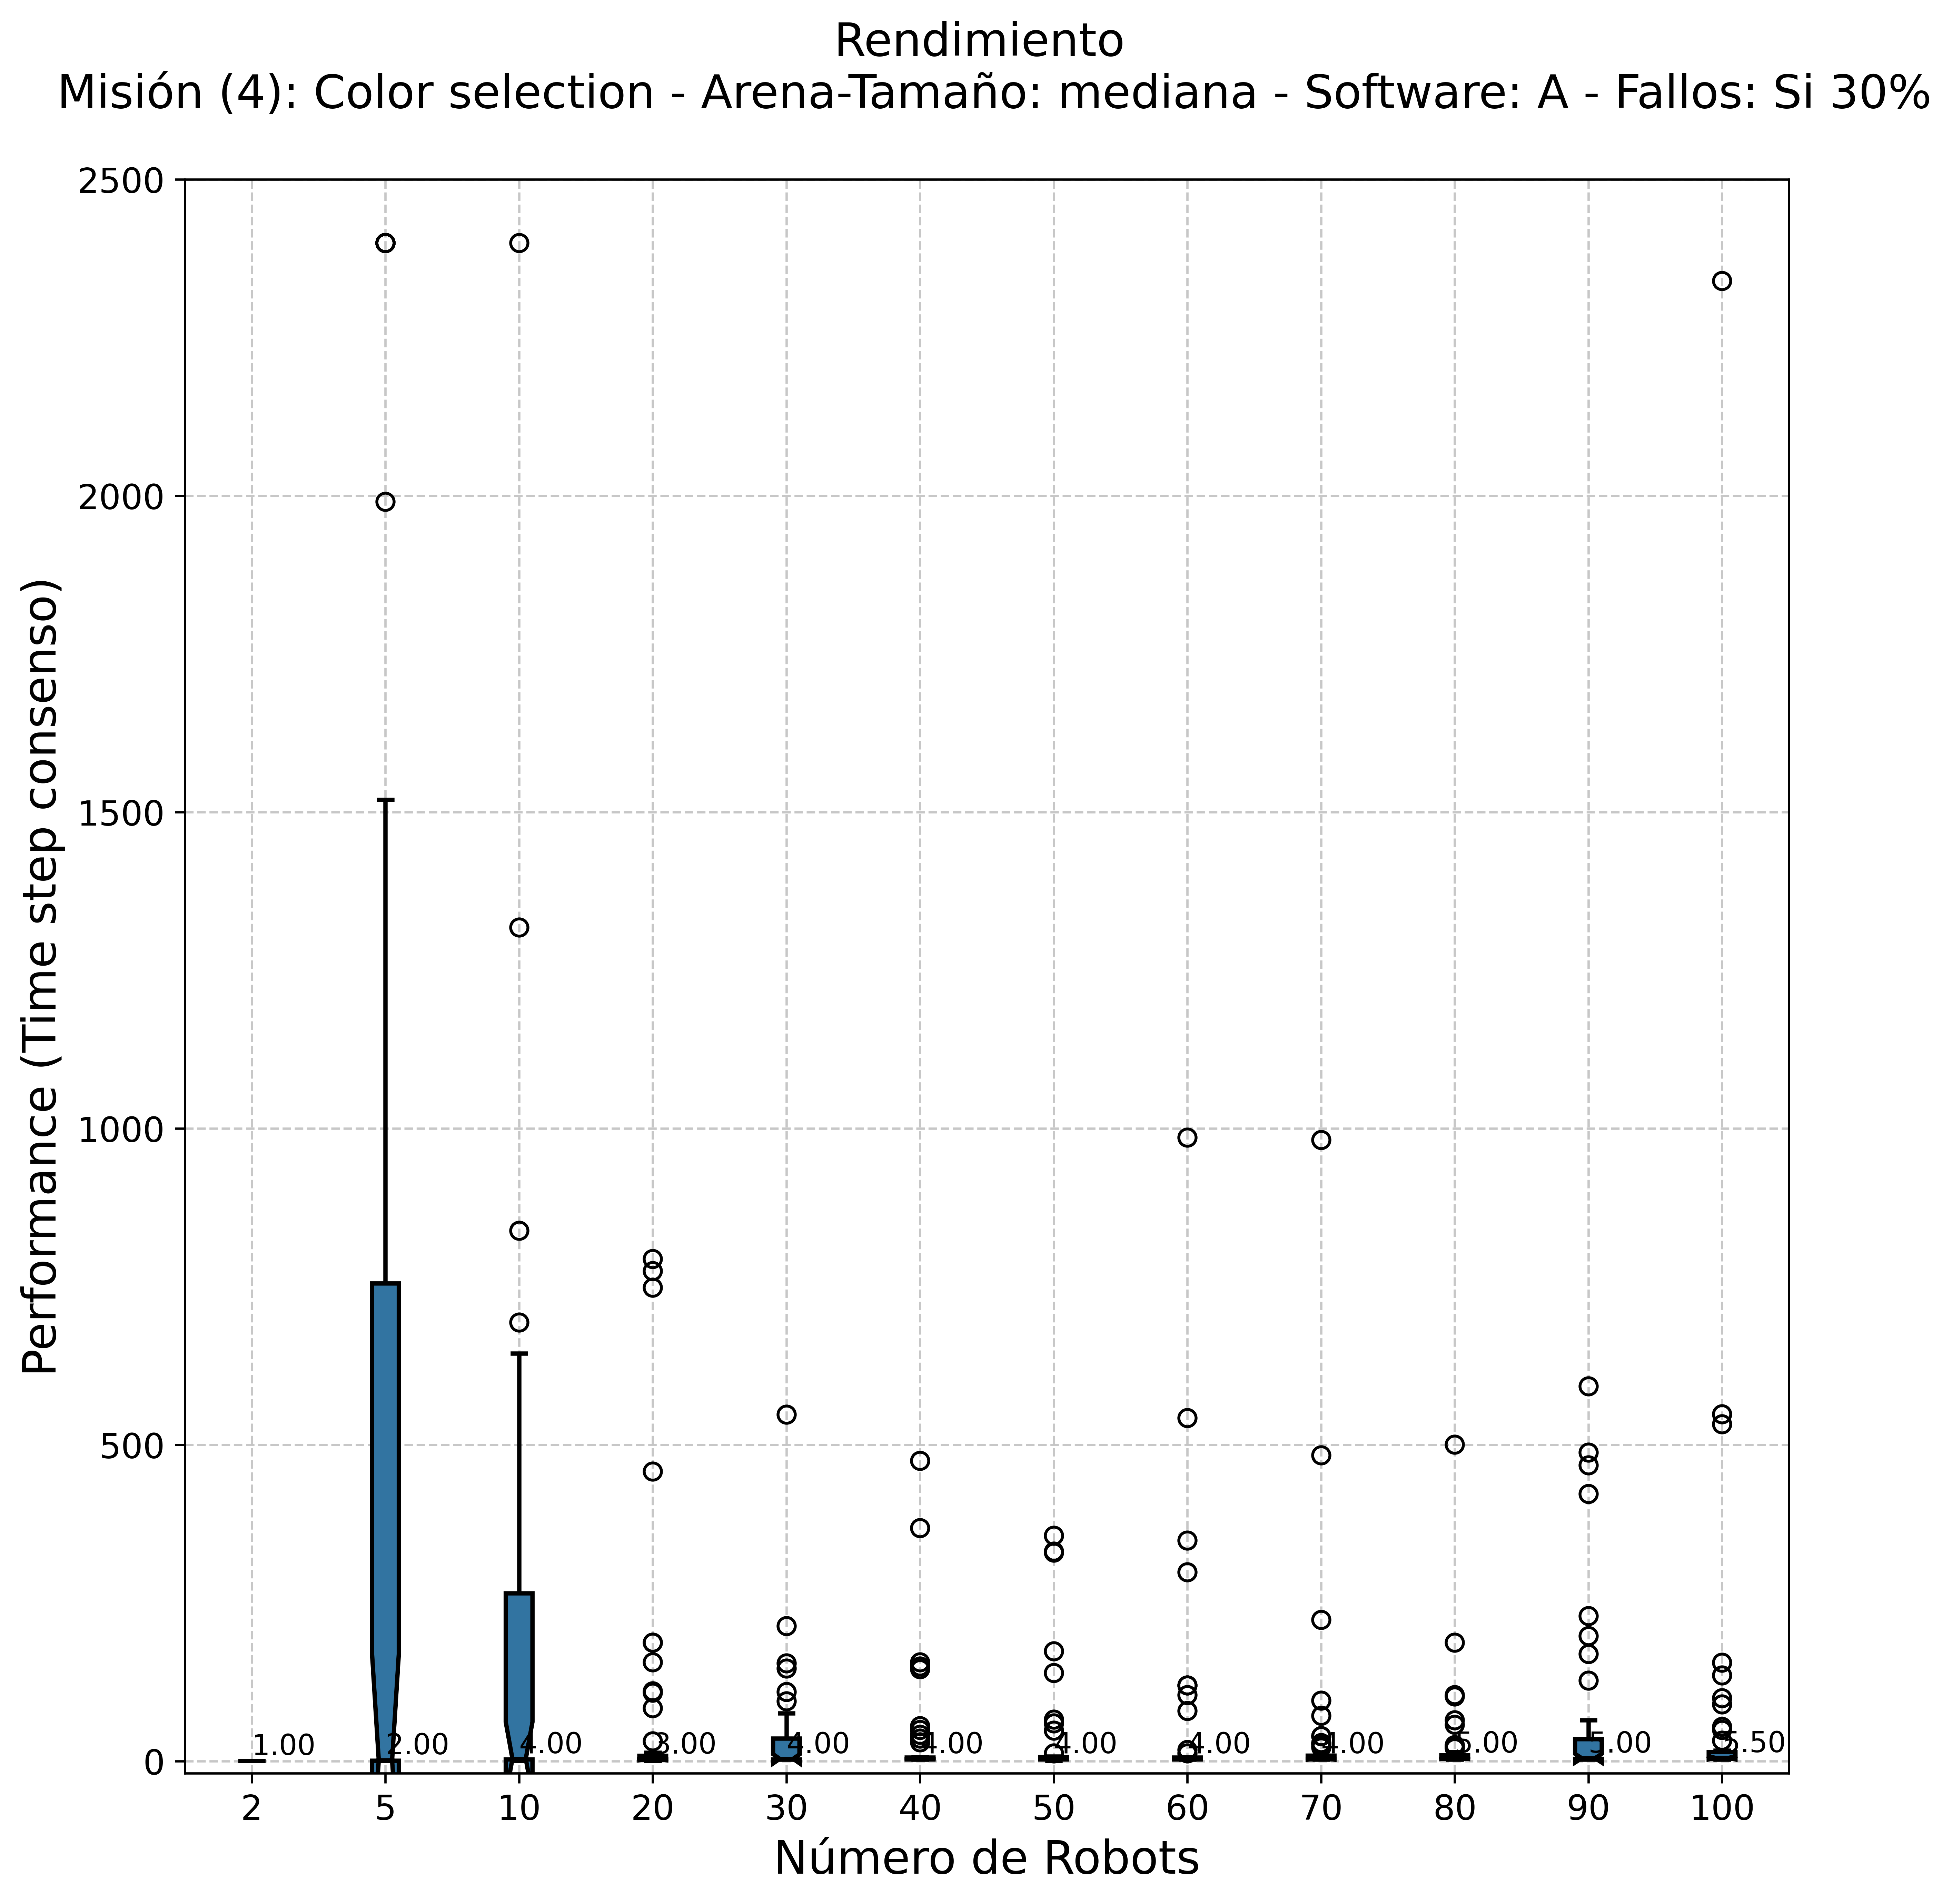 Rendimiento
Misión (4): Color selection - Arena-Tamaño: mediana - Software: A - Fallos: Si 30%
Performance (Time step consenso)
2500
2000
1500
1000
500
0
1.00 2.00 4.00 3.00 4.00 4.00 4.00 4.00 4.00 5.00 5.00 5.50
2 5 10 20 30 40 50 60 70 80 90 100
Número de Robots